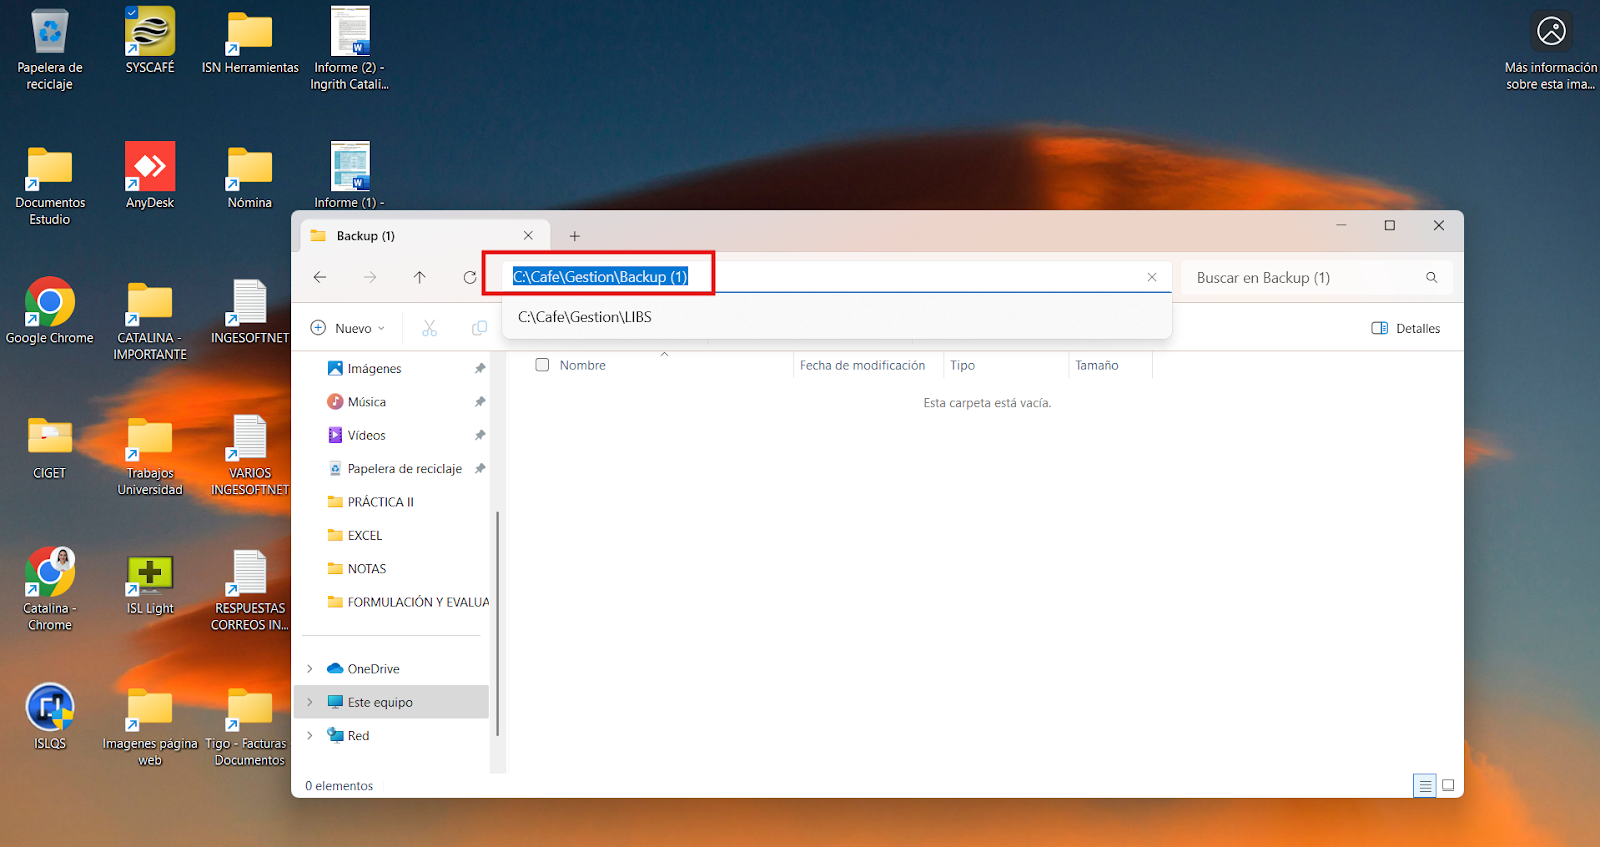 Papelera de
reciclaje
SYSCAFÉ
ISN Herramientas
Informe (2) -
Ingrith Catali...
Más información
sobre esta ima...
Documentos
Estudio
AnyDesk
Nómina
Informe (1) -
Google Chrome
CATALINA -
IMPORTANTE
INGESOFTNET
CIGET
Trabajos
Universidad
VARIOS
INGESOFTNET
Catalina -
Chrome
ISL Light
RESPUESTAS
CORREOS IN...
ISLQS
Imagenes página
web
Tigo - Facturas
Documentos
Backup (1)
C:\Cafe\Gestion\Backup (1)
Buscar en Backup (1)
C:\Cafe\Gestion\LIBS
Nuevo
Detalles
Nombre
Fecha de modificación
Tipo
Tamaño
Esta carpeta está vacía.
Imágenes
Música
Vídeos
Papelera de reciclaje
PRÁCTICA II
EXCEL
NOTAS
FORMULACIÓN Y EVALUA
OneDrive
Este equipo
Red
0 elementos